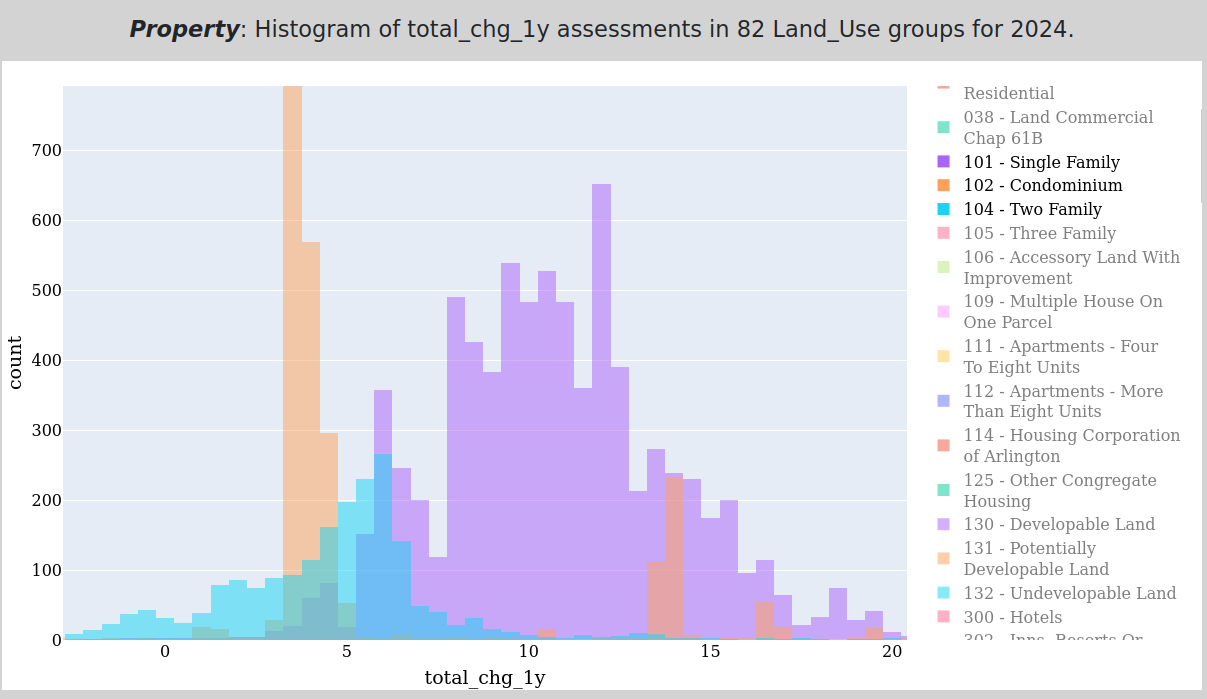 Property: Histogram of total_chg_1y assessments in 82 Land_Use groups for 2024.
700
600
500
400
300
200
100
0
count
0
5
10
15
20
total_chg_1y
Residential
038 - Land Commercial
Chap 61B
101 - Single Family
102 - Condominium
104 - Two Family
105 - Three Family
106 - Accessory Land With
Improvement
109 - Multiple House On
One Parcel
111 - Apartments - Four
To Eight Units
112 - Apartments - More
Than Eight Units
114 - Housing Corporation
of Arlington
125 - Other Congregate
Housing
130 - Developable Land
131 - Potentially
Developable Land
132 - Undevelopable Land
300 - Hotels
302 - Inns, Resorts Or